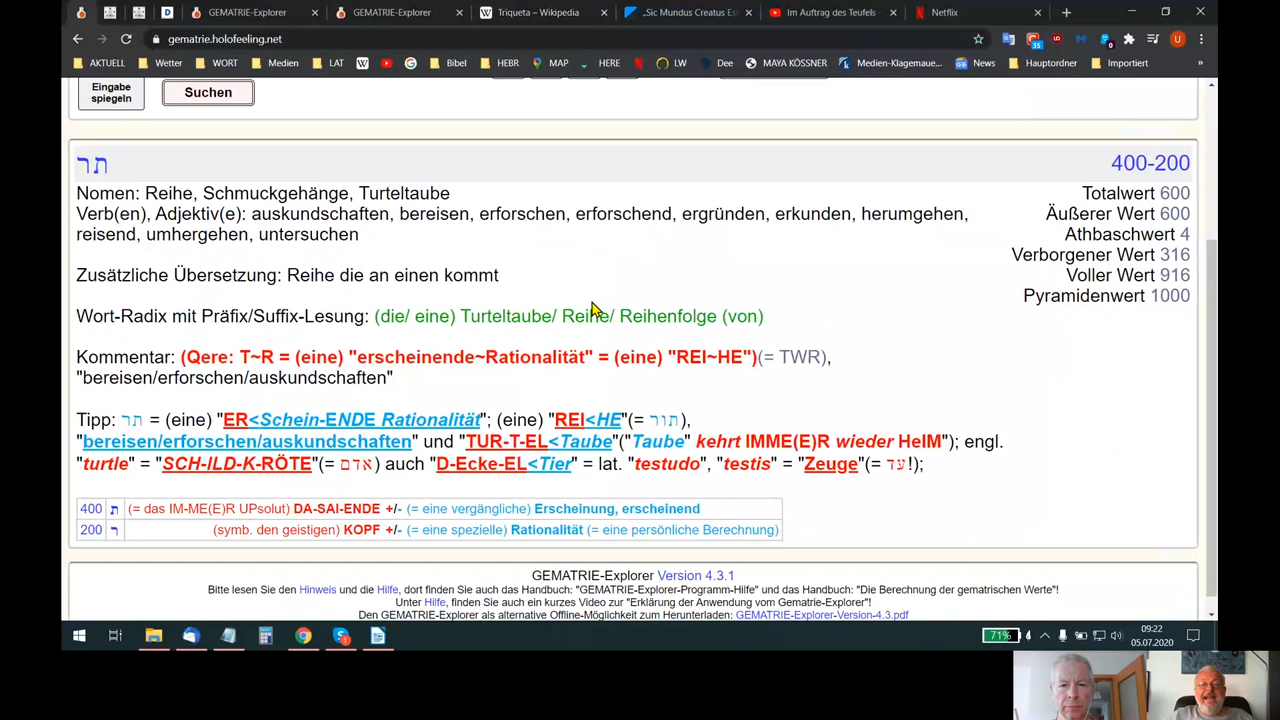 GEMATRIE-Explorer
GEMATRIE-Explorer
Triqueta – Wikipedia
„Sic Mundus Creatus Es
Im Auftrag des Teufels
Netflix
gematrie.holofeeling.net
AKTUELL Wetter WORT Medien LAT Bibel HEBR MAP HERE LW Dee MAYA KÖSSNER Medien-Klagemaue... News Hauptordner Importiert
Eingabe spiegeln
Suchen
תר 400-200
Nomen: Reihe, Schmuckgehänge, Turteltaube
Verb(en), Adjektiv(e): auskundschaften, bereisen, erforschen, erforschend, ergründen, erkunden, herumgehen,
reisend, umhergehen, untersuchen
Totalwert 600
Äußerer Wert 600
Athbaschwert 4
Verborgener Wert 316
Voller Wert 916
Pyramidenwert 1000
Zusätzliche Übersetzung: Reihe die an einen kommt
Wort-Radix mit Präfix/Suffix-Lesung: (die/ eine) Turteltaube/ Reihe/ Reihenfolge (von)
Kommentar: (Qere: T~R = (eine) "erscheinende~Rationalität" = (eine) "REI~HE")(= TWR),
"bereisen/erforschen/auskundschaften"
Tipp: תר = (eine) "ER<Schein-ENDE Rationalität"; (eine) "REI<HE"(= תור),
"bereisen/erforschen/auskundschaften" und "TUR-T-EL<Taube"("Taube" kehrt IMME(E)R wieder HeIM"); engl.
"turtle" = "SCH-ILD-K-RÖTE"(= אדם) auch "D-Ecke-EL<Tier" = lat. "testudo", "testis" = "Zeuge"(= עד!);
400 ת (= das IM-ME(E)R UPsolut) DA-SAI-ENDE +/- (= eine vergängliche) Erscheinung, erscheinend
200 ר (symb. den geistigen) KOPF +/- (= eine spezielle) Rationalität (= eine persönliche Berechnung)
GEMATRIE-Explorer Version 4.3.1
Bitte lesen Sie den Hinweis und die Hilfe, dort finden Sie auch das Handbuch: "GEMATRIE-Explorer-Programm-Hilfe" und das Handbuch: "Die Berechnung der gematrischen Werte"!
Unter Hilfe, finden Sie auch ein kurzes Video zur "Erklärung der Anwendung vom Gematrie-Explorer"!
Den GEMATRIE-Explorer als alternative Offline-Möglichkeit zum Herunterladen: GEMATRIE-Explorer-Version-4.3.pdf
71%
09:22
05.07.2020